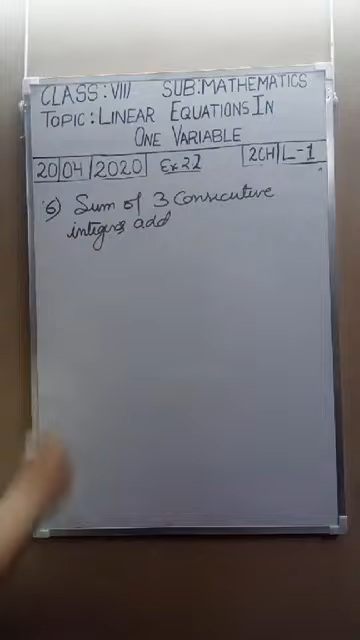 CLASS:VIII SUB:MATHEMATICS
TOPIC:LINEAR EQUATIONS IN
ONE VARIABLE
20/04/2020 Ex 2.2 2CH L-1
6) Sum of 3 Consecutive
integers add